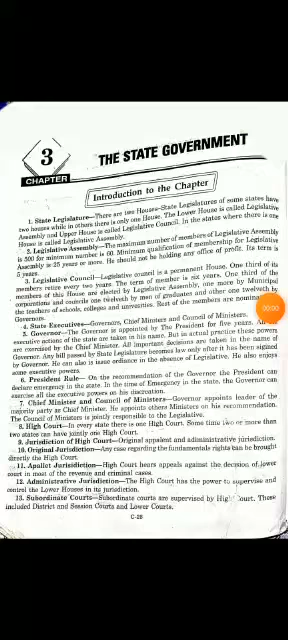 3
CHAPTER
THE STATE GOVERNMENT
Introduction to the Chapter
1. State Legislature—There are two Houses—State Legislatures of some states have
two houses while in others there is only one House. The Lower House is called Legislative
Assembly and Upper House is called Legislative Council. In the states where there is one
House is called Legislative Assembly.
2. Legislative Assembly—The maximum number of members of Legislative Assembly
is 500 for minimum number is 60. Minimum qualification of membership for Legislative
Assembly is 25 years or more. He should not be holding any office of profit. Its term is
5 years.
3. Legislative Council—Legislative council is a permanent House. One third of its
members retire every two years. The term of member is six years. One third of the
members of this House are elected by Legislative Assembly, one more by Municipal
corporations and one twelveth by men of graduates and other one twelveth by
the teachers of schools, colleges and universities. Rest of the members are
Governors.
4. State Executives—Governors, Chief Ministers and Council of Ministers.
5. Governor—The Governor is appointed by The President for five years.
executive actions of the state are taken in his name. But in actual practice these powers
are exercised by the Chief Minister. All important decisions are taken in the name of
Governor. Any bill passed by State Legislature becomes law only after it has been signed
by Governor. He can also issue ordinance in the absence of Legislative. He also enjoys
some executive powers.
6. President Rule— On the recommendation of the Governor the President can
declare emergency in the state. In the time of Emergency in the state, the Governor can
exercise all the executive powes on his discreation.
7. Chief Minister and Council of Ministers—Governor appoints leader of the
majority party as Chief Minister. He appoints others Ministers on his recommendation.
The Council of Ministers is jointly responsible to the Legislative.
8. High Court—In every state there is one High Court. Some time two or more than
two states can have jointly one High Court.
9. Jurisdiction of High Court—Original appealent and administrative jurisdiction.
10. Original Jurisdiction—Any case regarding the fundamentals rights can be brought
directly the High Court.
11. Apollet Jurisidiction—High Court hears appeals against the decision of lower
court in most of the revenue and criminal cases.
12. Administrative Jurisdiction—The High Court has the power to supervise and
control the Lower Houses in its jurisdiction.
13. Subordinate Courts—Subordinate courts are supervised by High Court. These
included District and Session Courts and Lower Courts.
00:00